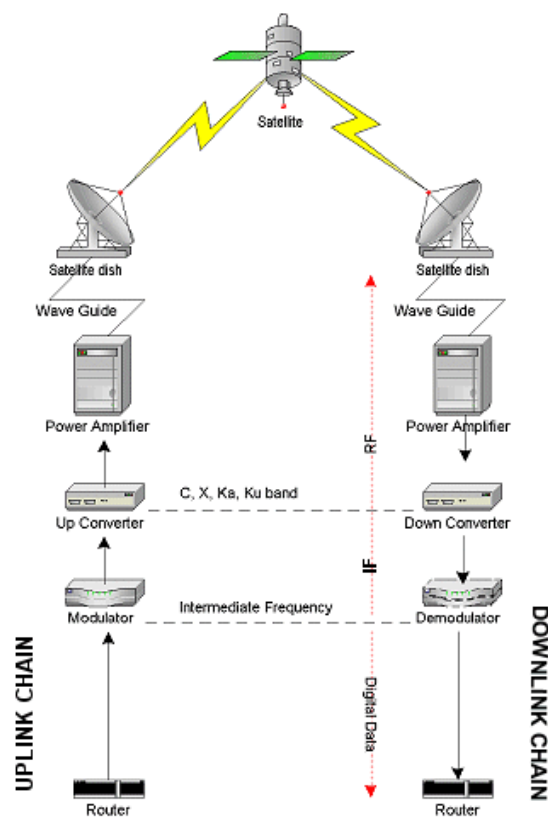 Satellite
Satellite dish
Satellite dish
Wave Guide
Wave Guide
Power Amplifier
Power Amplifier
RF
C, X, Ka, Ku band
Up Converter
Down Converter
IF
Intermediate Frequency
Modulator
Demodulator
UPLINK CHAIN
DOWNLINK CHAIN
Digital Data
Router
Router